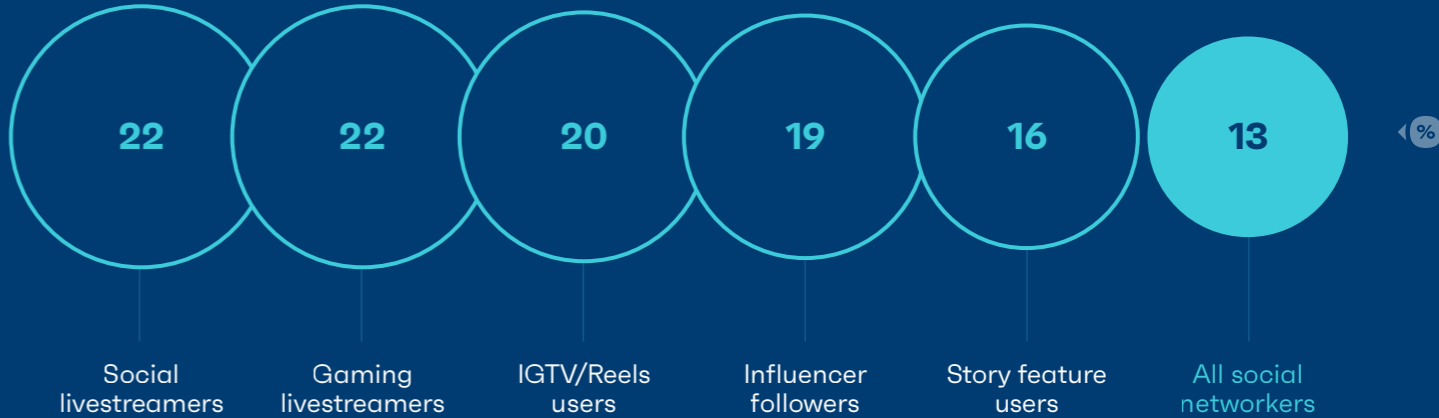 22
22
20
19
16
13
%
Social
livestreamers
Gaming
livestreamers
IGTV/Reels
users
Influencer
followers
Story feature
users
All social
networkers